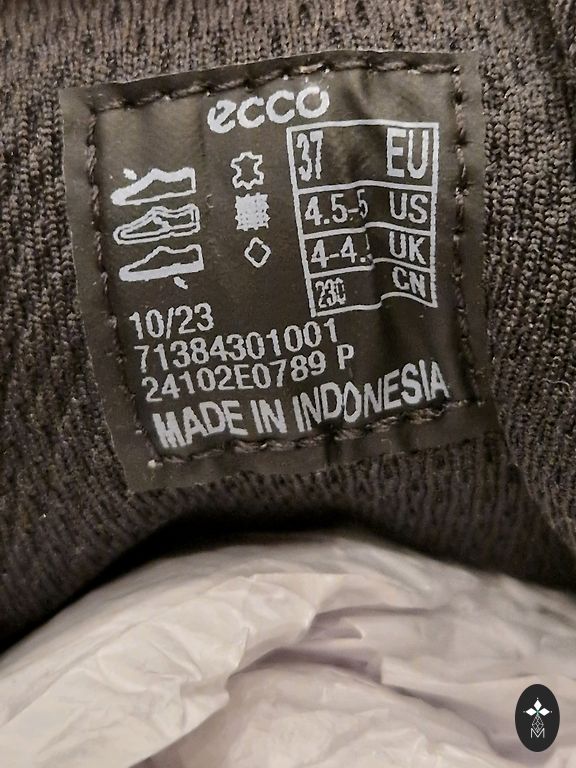 ecco
37 EU
4.5-5 US
4-4. UK
230 CN
10/23
71384301001
24102E0789 P
MADE IN INDONESIA
M